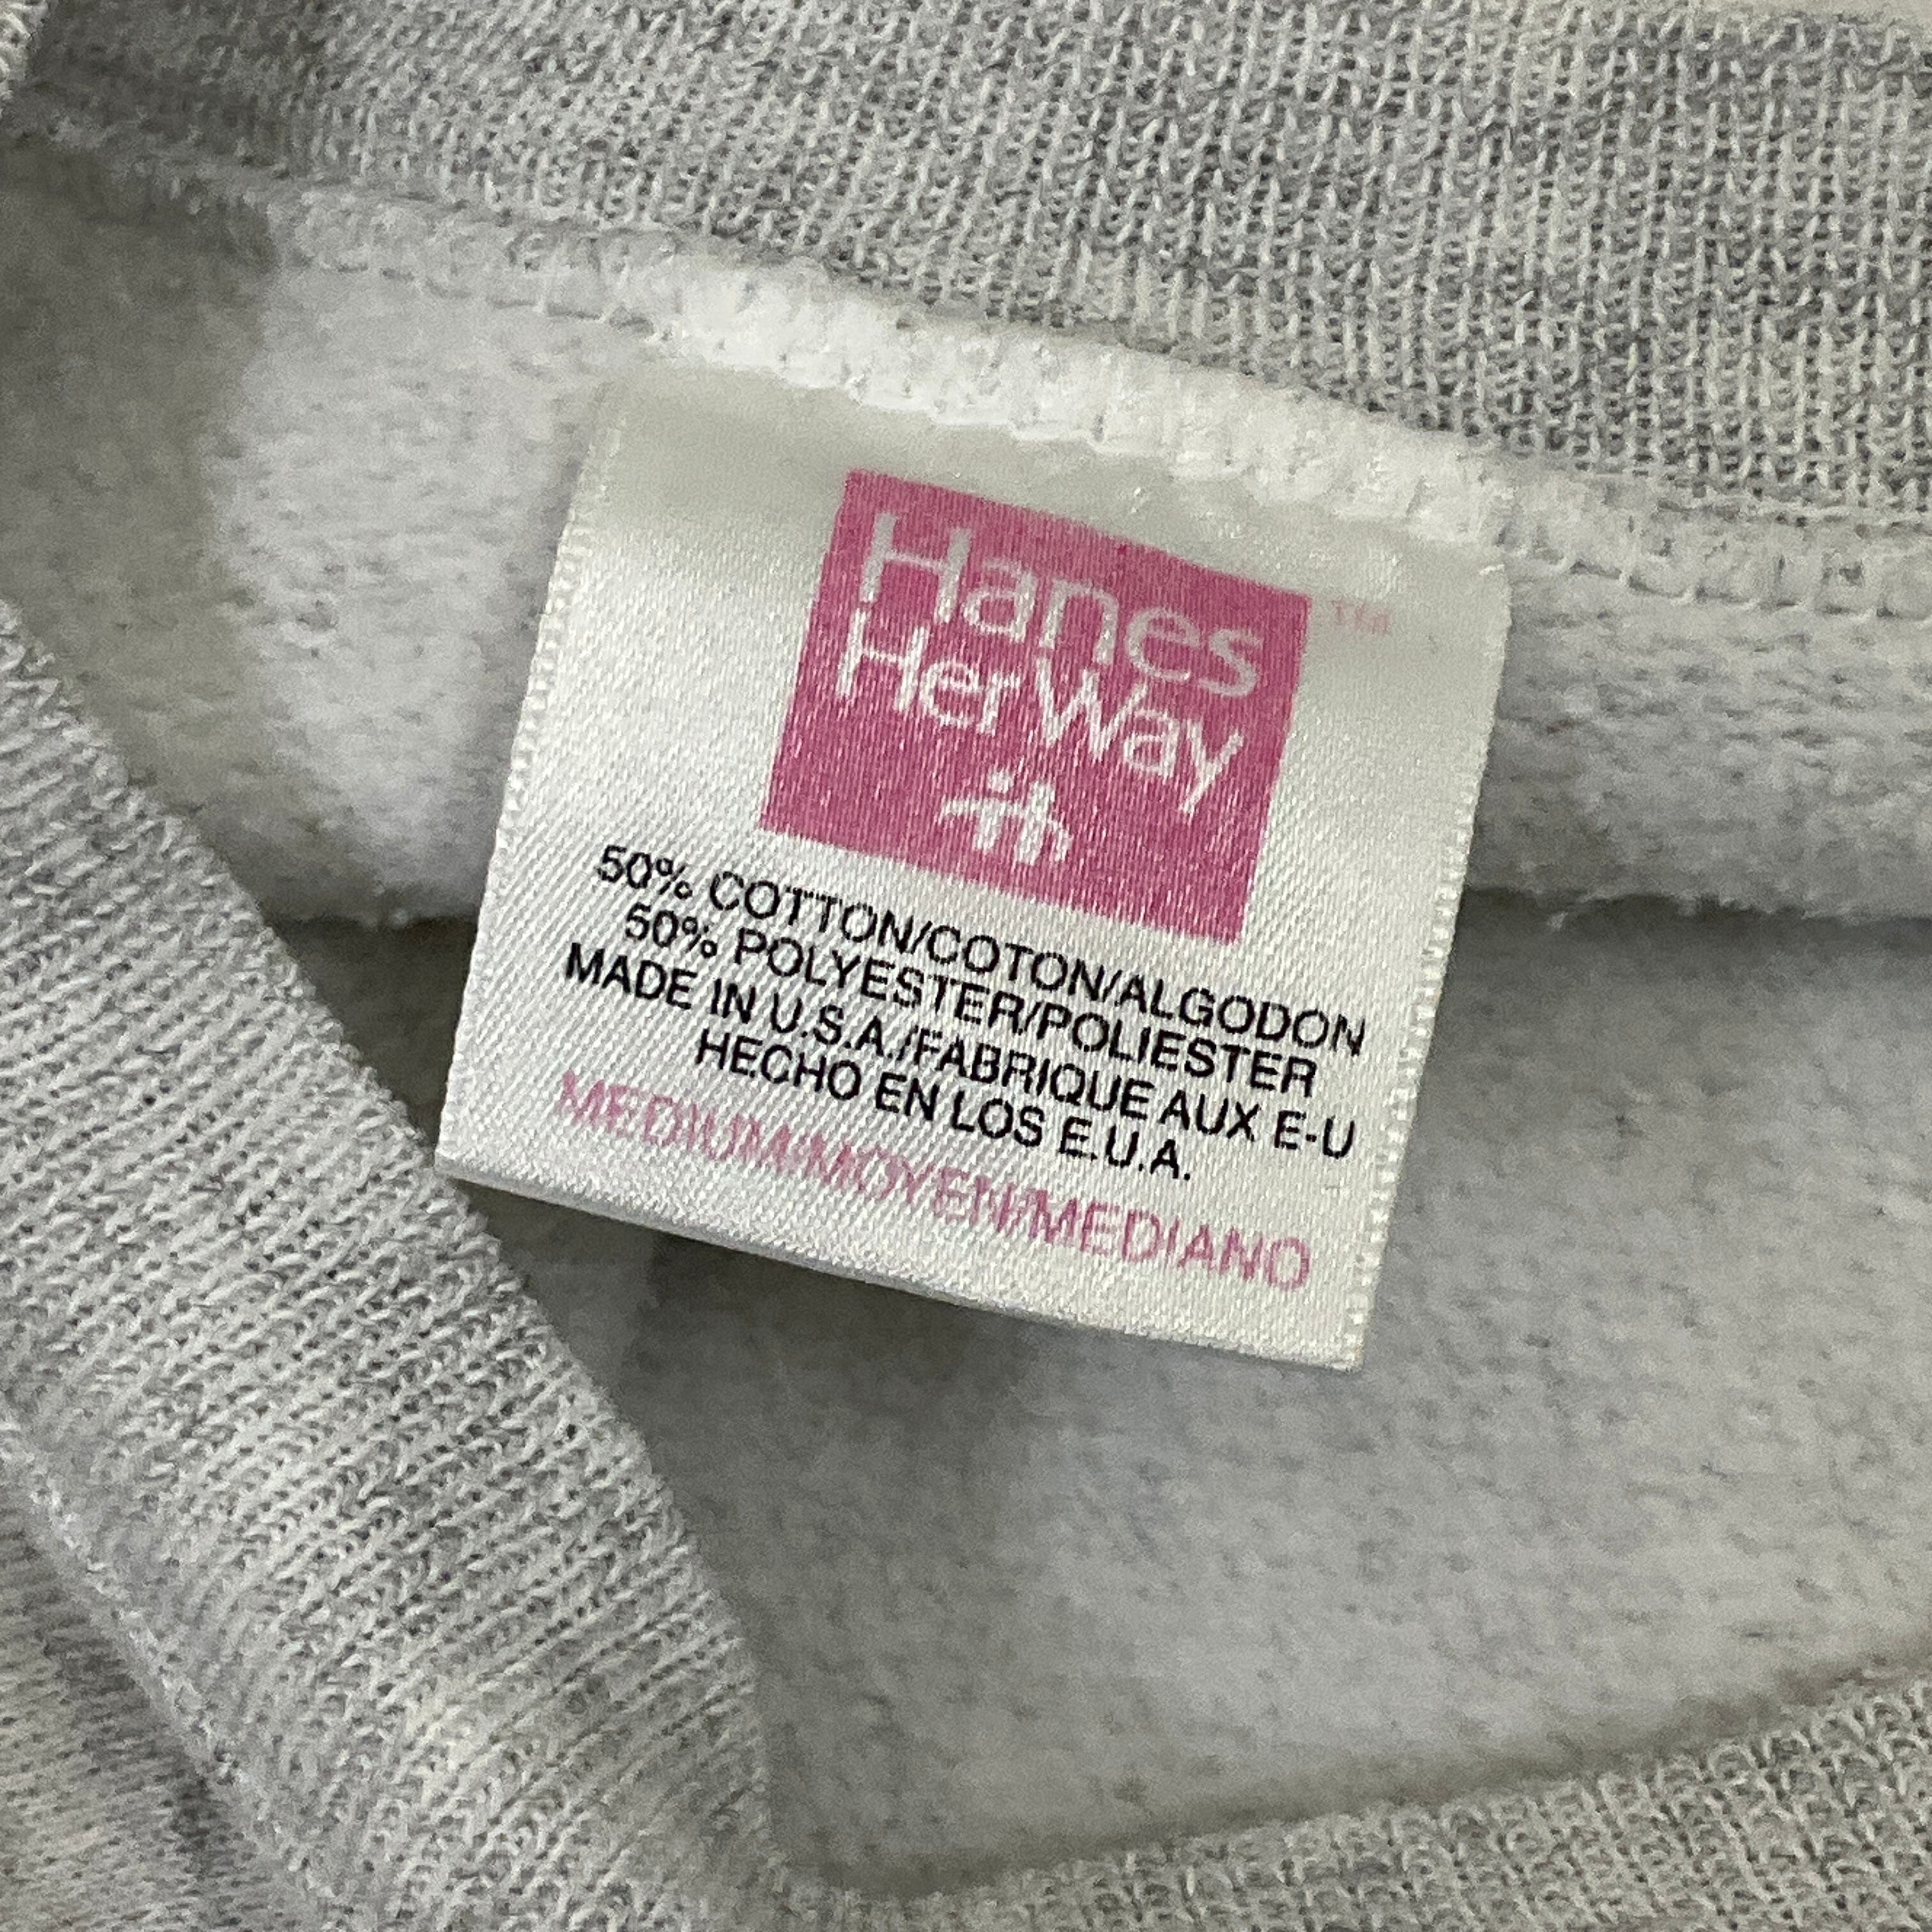 Hanes
Her Way
TM
50% COTTON/COTON/ALGODON
50% POLYESTER/POLIESTER
MADE IN U.S.A./FABRIQUE AUX E-U
HECHO EN LOS E.U.A.
MEDIUM/MOYEN/MEDIANO